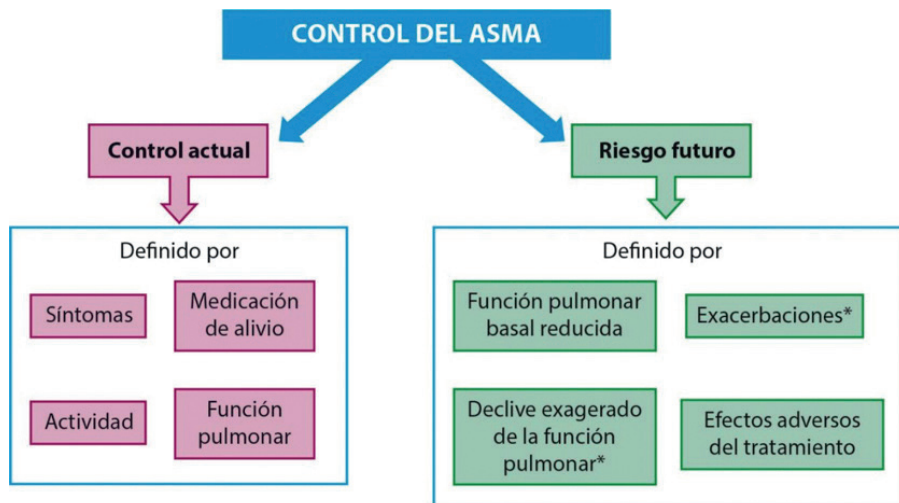 CONTROL DEL ASMA
Control actual
Definido por
Síntomas
Medicación
de alivio
Actividad
Función
pulmonar
Riesgo futuro
Definido por
Función pulmonar
basal reducida
Exacerbaciones*
Declive exagerado
de la función
pulmonar*
Efectos adversos
del tratamiento